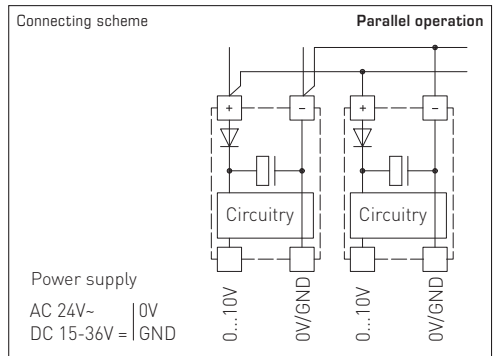 Connecting scheme
Parallel operation
+ − + −
Circuitry
Circuitry
Power supply
AC 24V~ 0V
DC 15-36V= GND
0...10V
0V/GND
0...10V
0V/GND